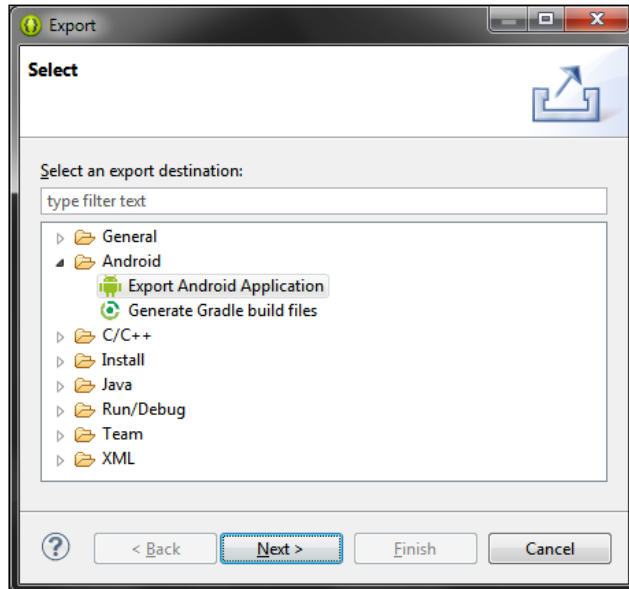 Export
Select
Select an export destination:
type filter text
General
Android
Export Android Application
Generate Gradle build files
C/C++
Install
Java
Run/Debug
Team
XML
? < Back Next > Finish Cancel